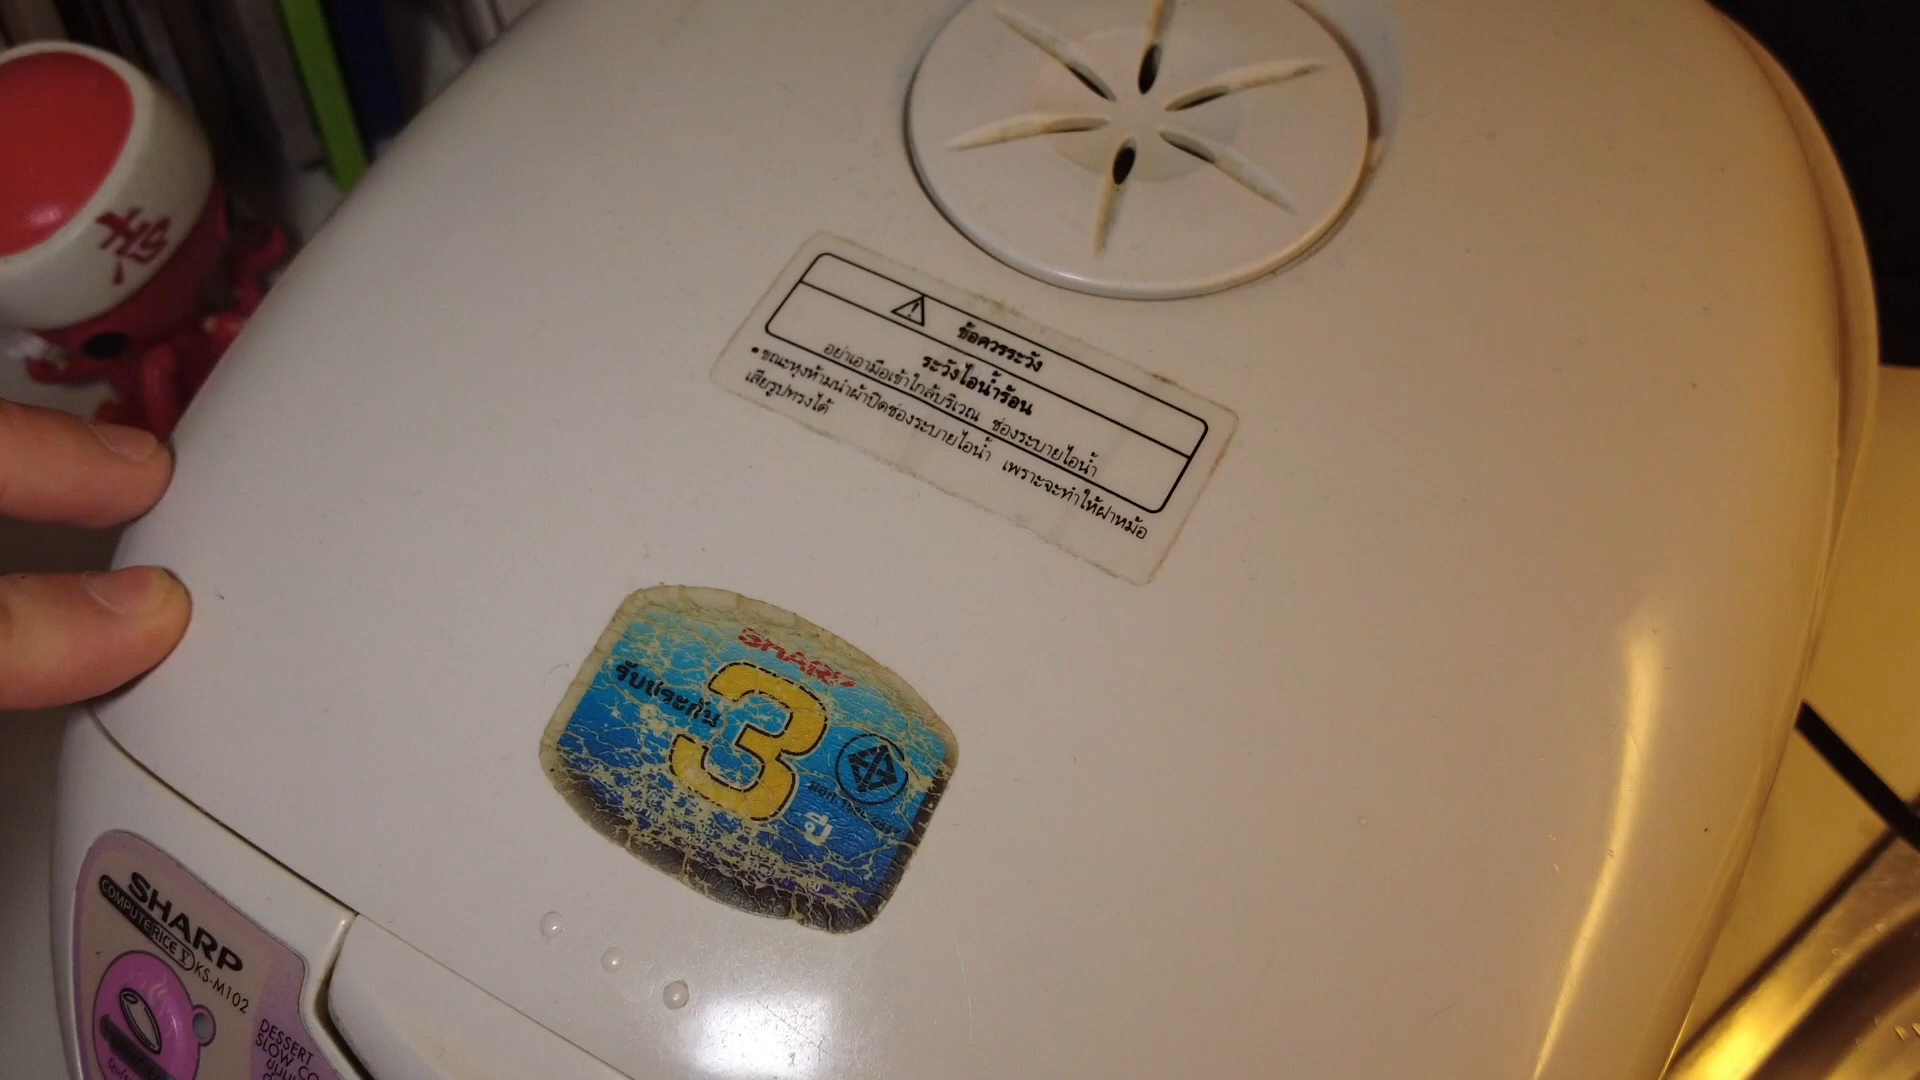 ข้อควรระวัง
ระวังไอน้ำร้อน
อย่าเอามือเข้าใกล้บริเวณ ช่องระบายไอน้ำ
• ขณะหุงห้ามนำผ้าปิดช่องระบายไอน้ำ เพราะจะทำให้ฝาหม้อ
เสียรูปทรงได้
SHARP
รับประกัน
3
ปี
มอก.
SHARP
COMPUTERICE V KS-M102
DESSERT
SLOW CO